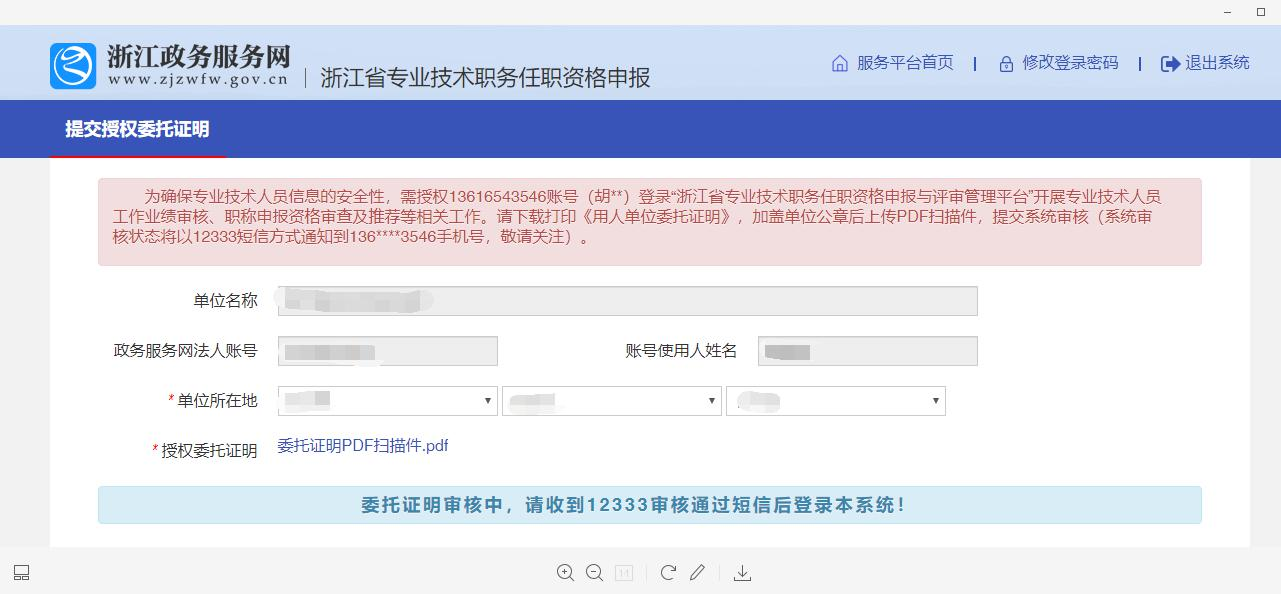 浙江政务服务网
www.zjzwfw.gov.cn
浙江省专业技术职务任职资格申报
服务平台首页
修改登录密码
退出系统
提交授权委托证明
为确保专业技术人员信息的安全性，需授权13616543546账号（胡**）登录“浙江省专业技术职务任职资格申报与评审管理平台”开展专业技术人员
工作业绩审核、职称申报资格审查及推荐等相关工作。请下载打印《用人单位委托证明》，加盖单位公章后上传PDF扫描件，提交系统审核（系统审
核状态将以12333短信方式通知到136****3546手机号，敬请关注）。
单位名称
政务服务网法人账号
账号使用人姓名
*单位所在地
*授权委托证明
委托证明PDF扫描件.pdf
委托证明审核中，请收到12333审核通过短信后登录本系统！
1:1